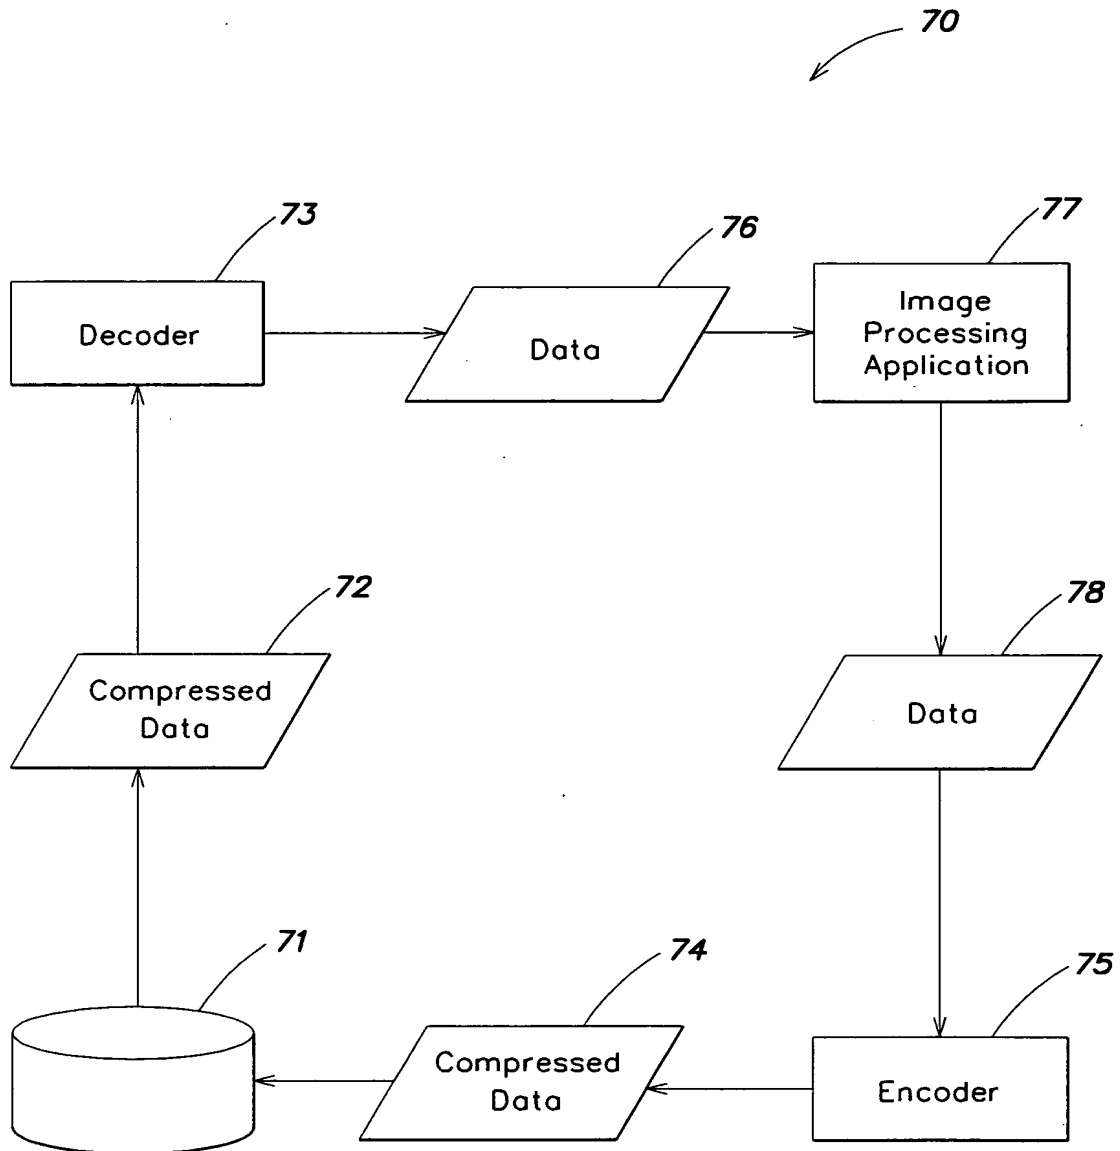 70
73
76
77
Decoder
Data
Image
Processing
Application
72
78
Compressed
Data
Data
71
74
75
Compressed
Data
Encoder